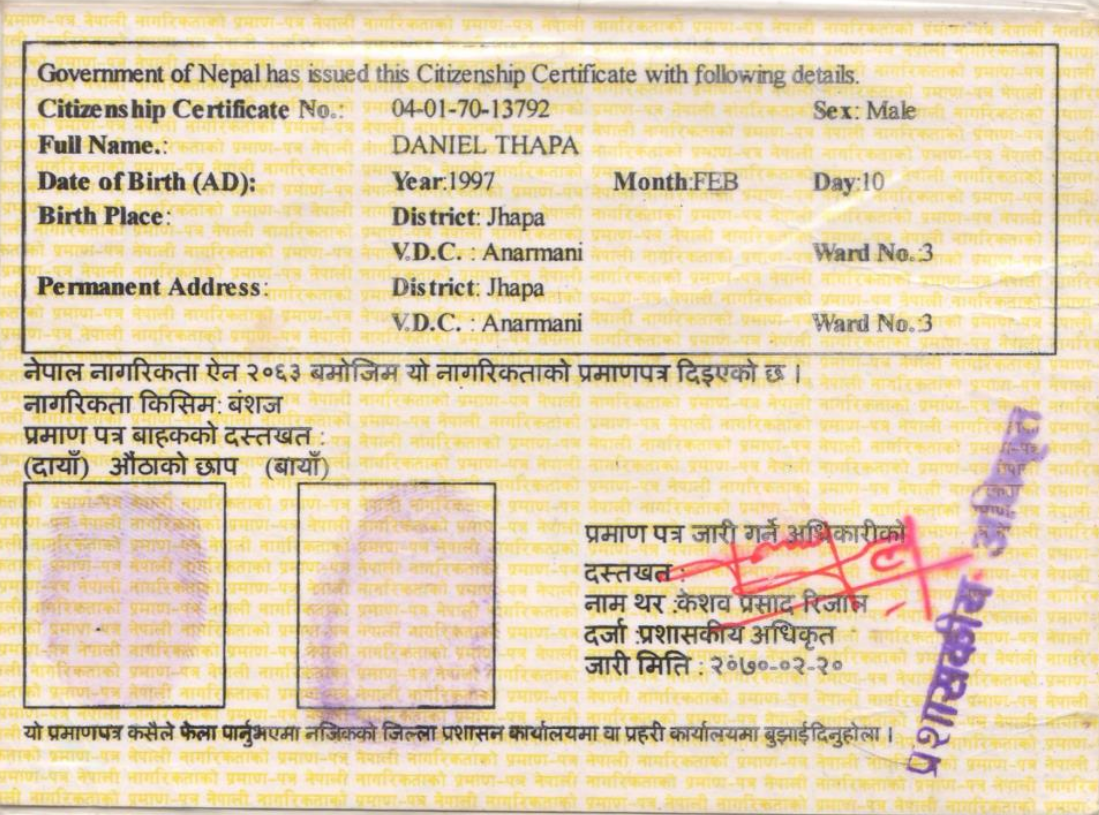 Government of Nepal has issued this Citizenship Certificate with following details.
Citizenship Certificate No.: 04-01-70-13792 Sex: Male
Full Name.: DANIEL THAPA
Date of Birth (AD): Year:1997 Month:FEB Day:10
Birth Place: District: Jhapa
V.D.C. : Anarmani Ward No.:3
Permanent Address: District: Jhapa
V.D.C. : Anarmani Ward No.:3
नेपाल नागरिकता ऐन २०६३ बमोजिम यो नागरिकताको प्रमाणपत्र दिइएको छ ।
नागरिकता किसिम: बंशज
प्रमाण पत्र बाहकको दस्तखत :
(दायाँ) औंठाको छाप (बायाँ)
प्रमाण पत्र जारी गर्ने अधिकारीको
दस्तखत :
नाम थर :केशव प्रसाद रिजाल
दर्जा :प्रशासकीय अधिकृत
जारी मिति : २०७०-०२-२०
प्रशासकीय अधिकृत
यो प्रमाणपत्र कसैले फेला पार्नुभएमा नजिकको जिल्ला प्रशासन कार्यालयमा वा प्रहरी कार्यालयमा बुझाईदिनुहोला ।